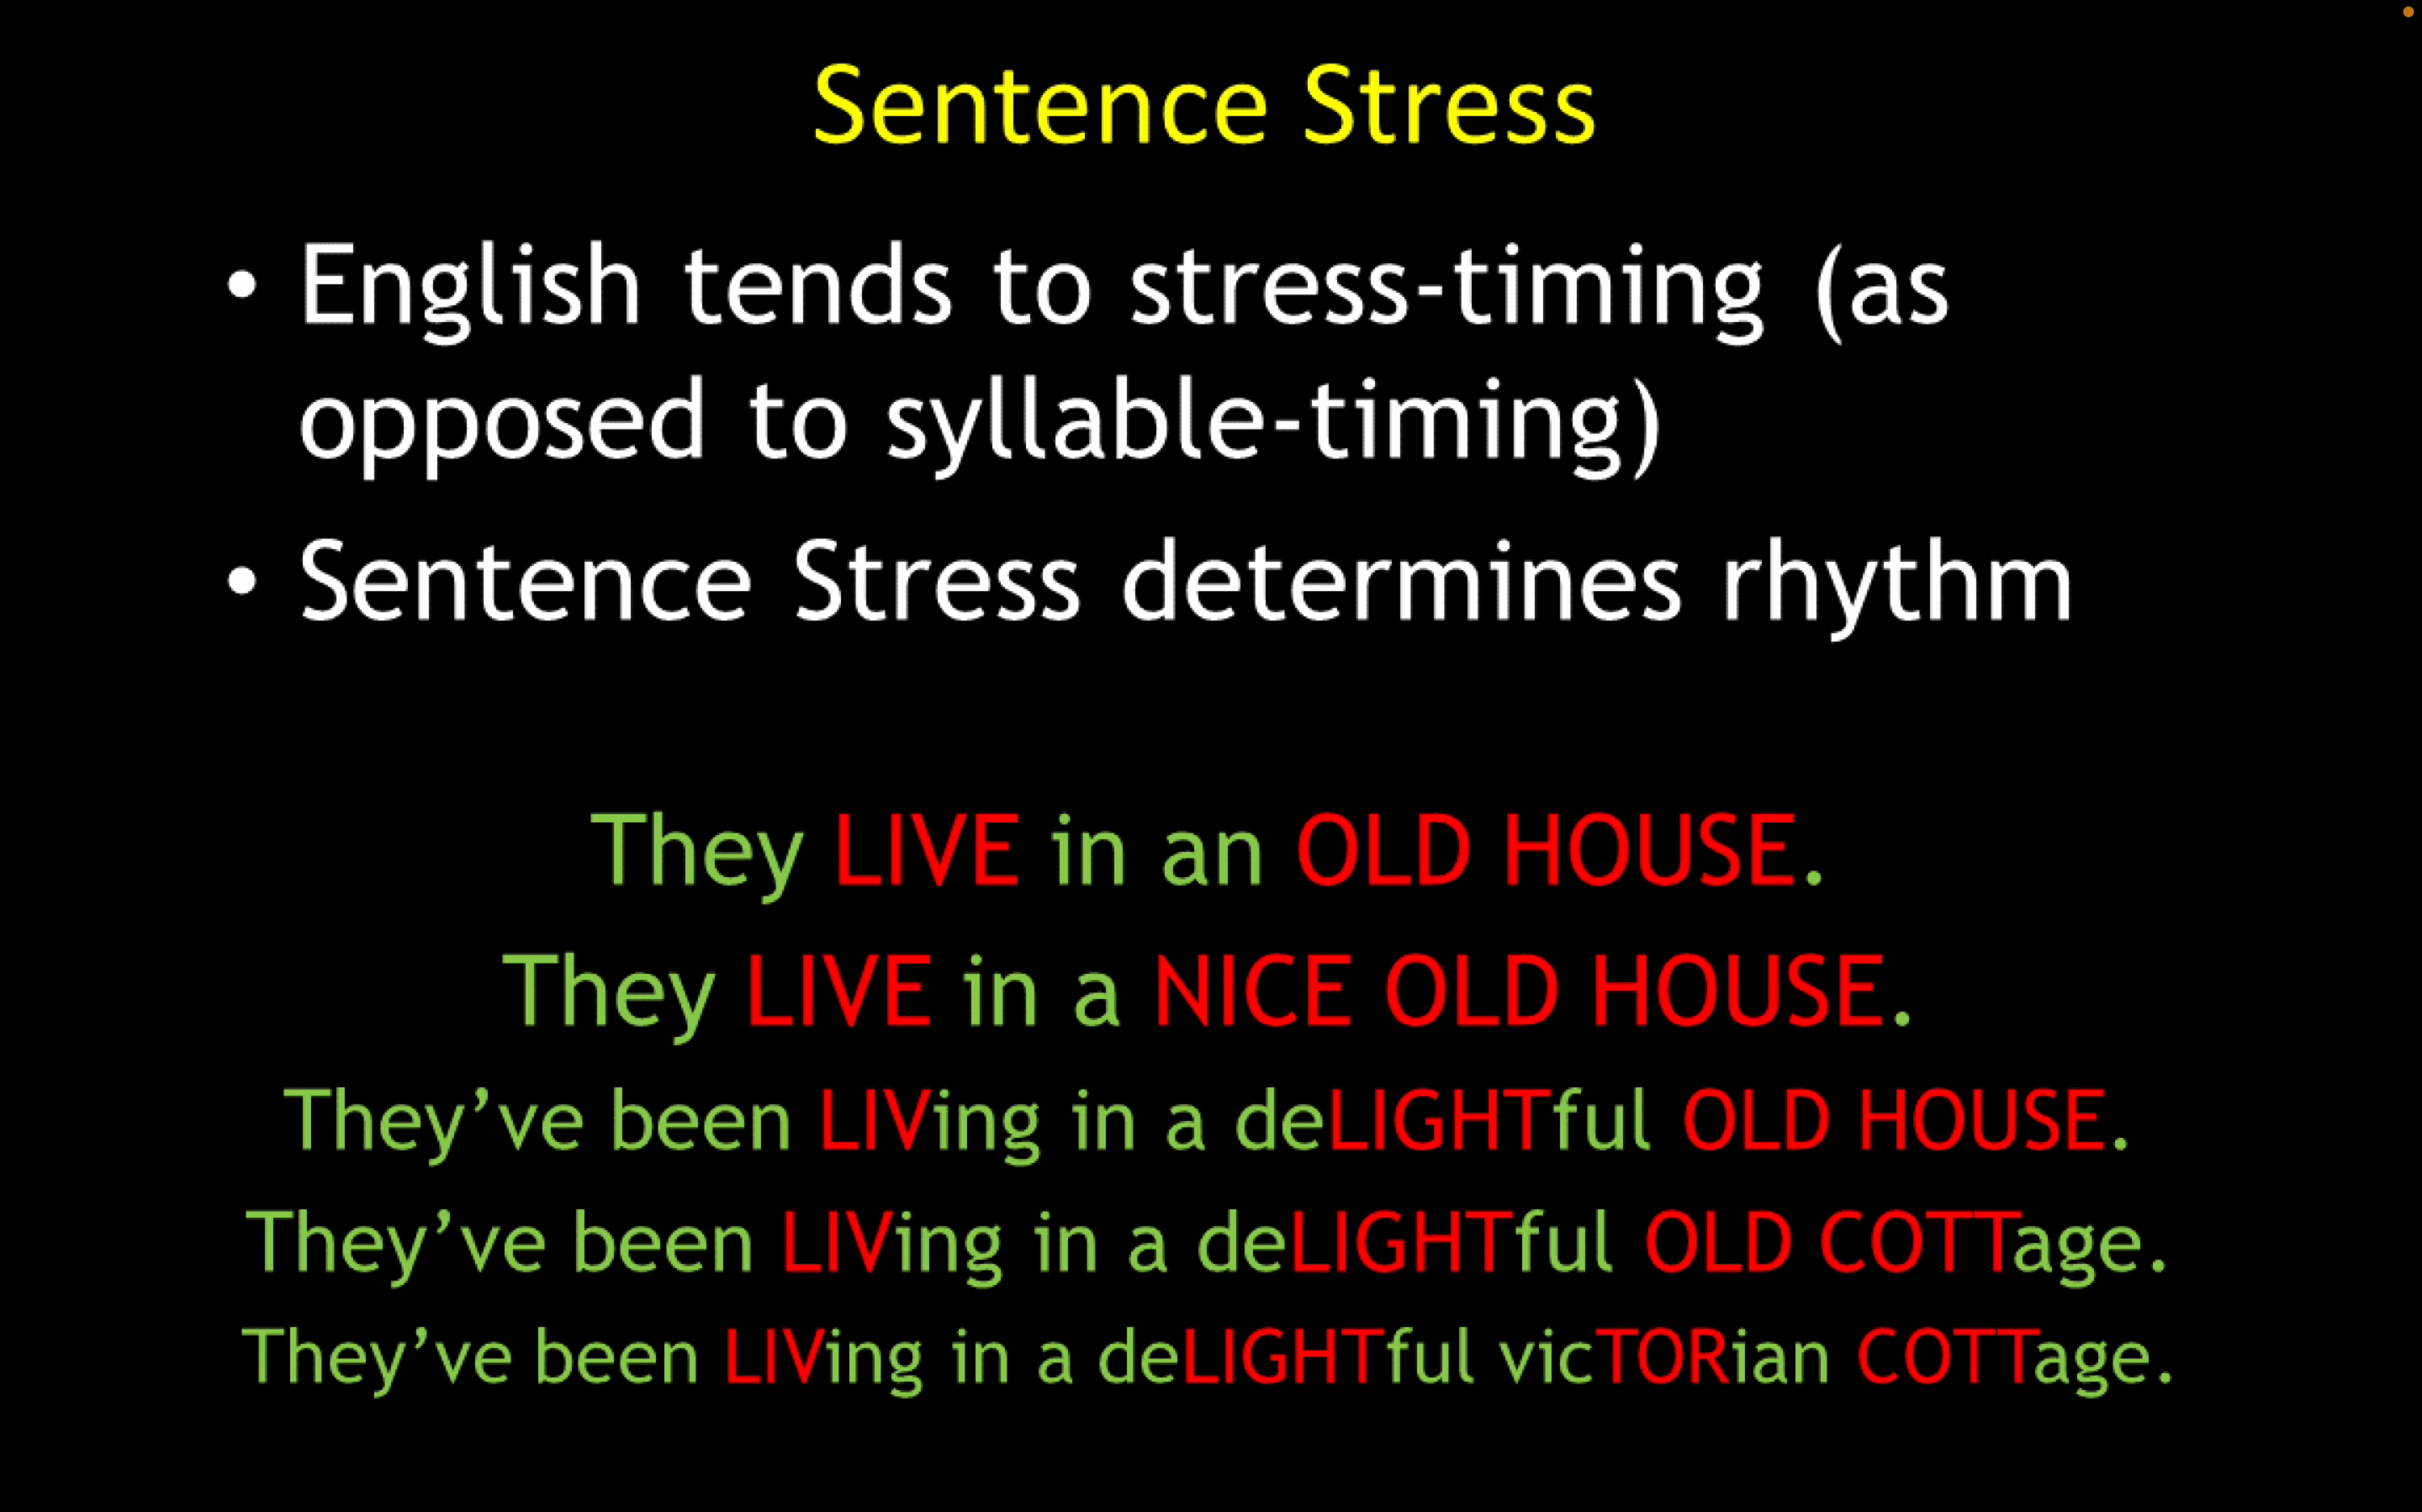 Sentence Stress
• English tends to stress-timing (as
opposed to syllable-timing)
• Sentence Stress determines rhythm
They LIVE in an OLD HOUSE.
They LIVE in a NICE OLD HOUSE.
They’ve been LIVing in a deLIGHTful OLD HOUSE.
They’ve been LIVing in a deLIGHTful OLD COTTage.
They’ve been LIVing in a deLIGHTful vicTORian COTTage.